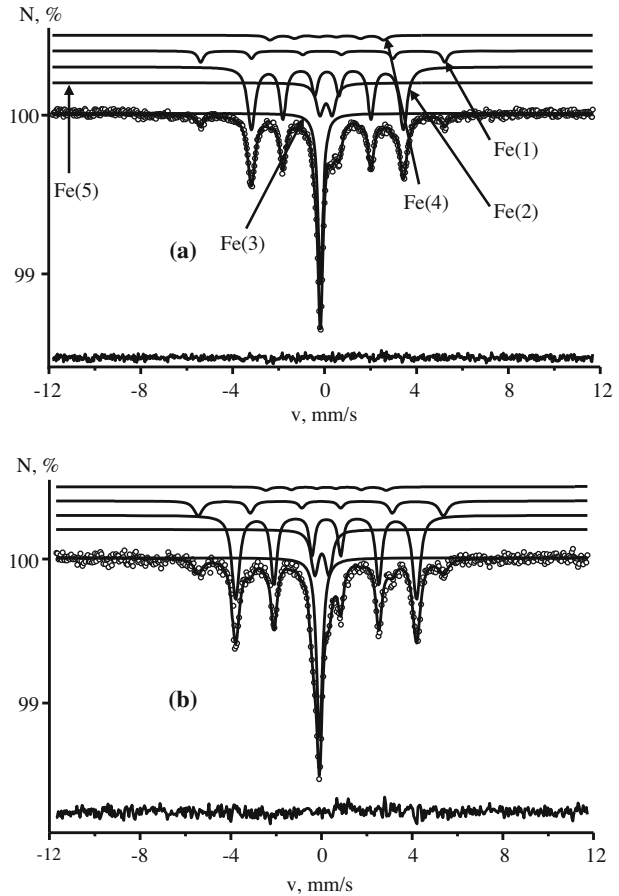 N, %
100
Fe(1)
Fe(5)
Fe(4)
Fe(2)
Fe(3)
(a)
99
-12 -8 -4 0 4 8 12
v, mm/s
N, %
100
99
(b)
-12 -8 -4 0 4 8 12
v, mm/s